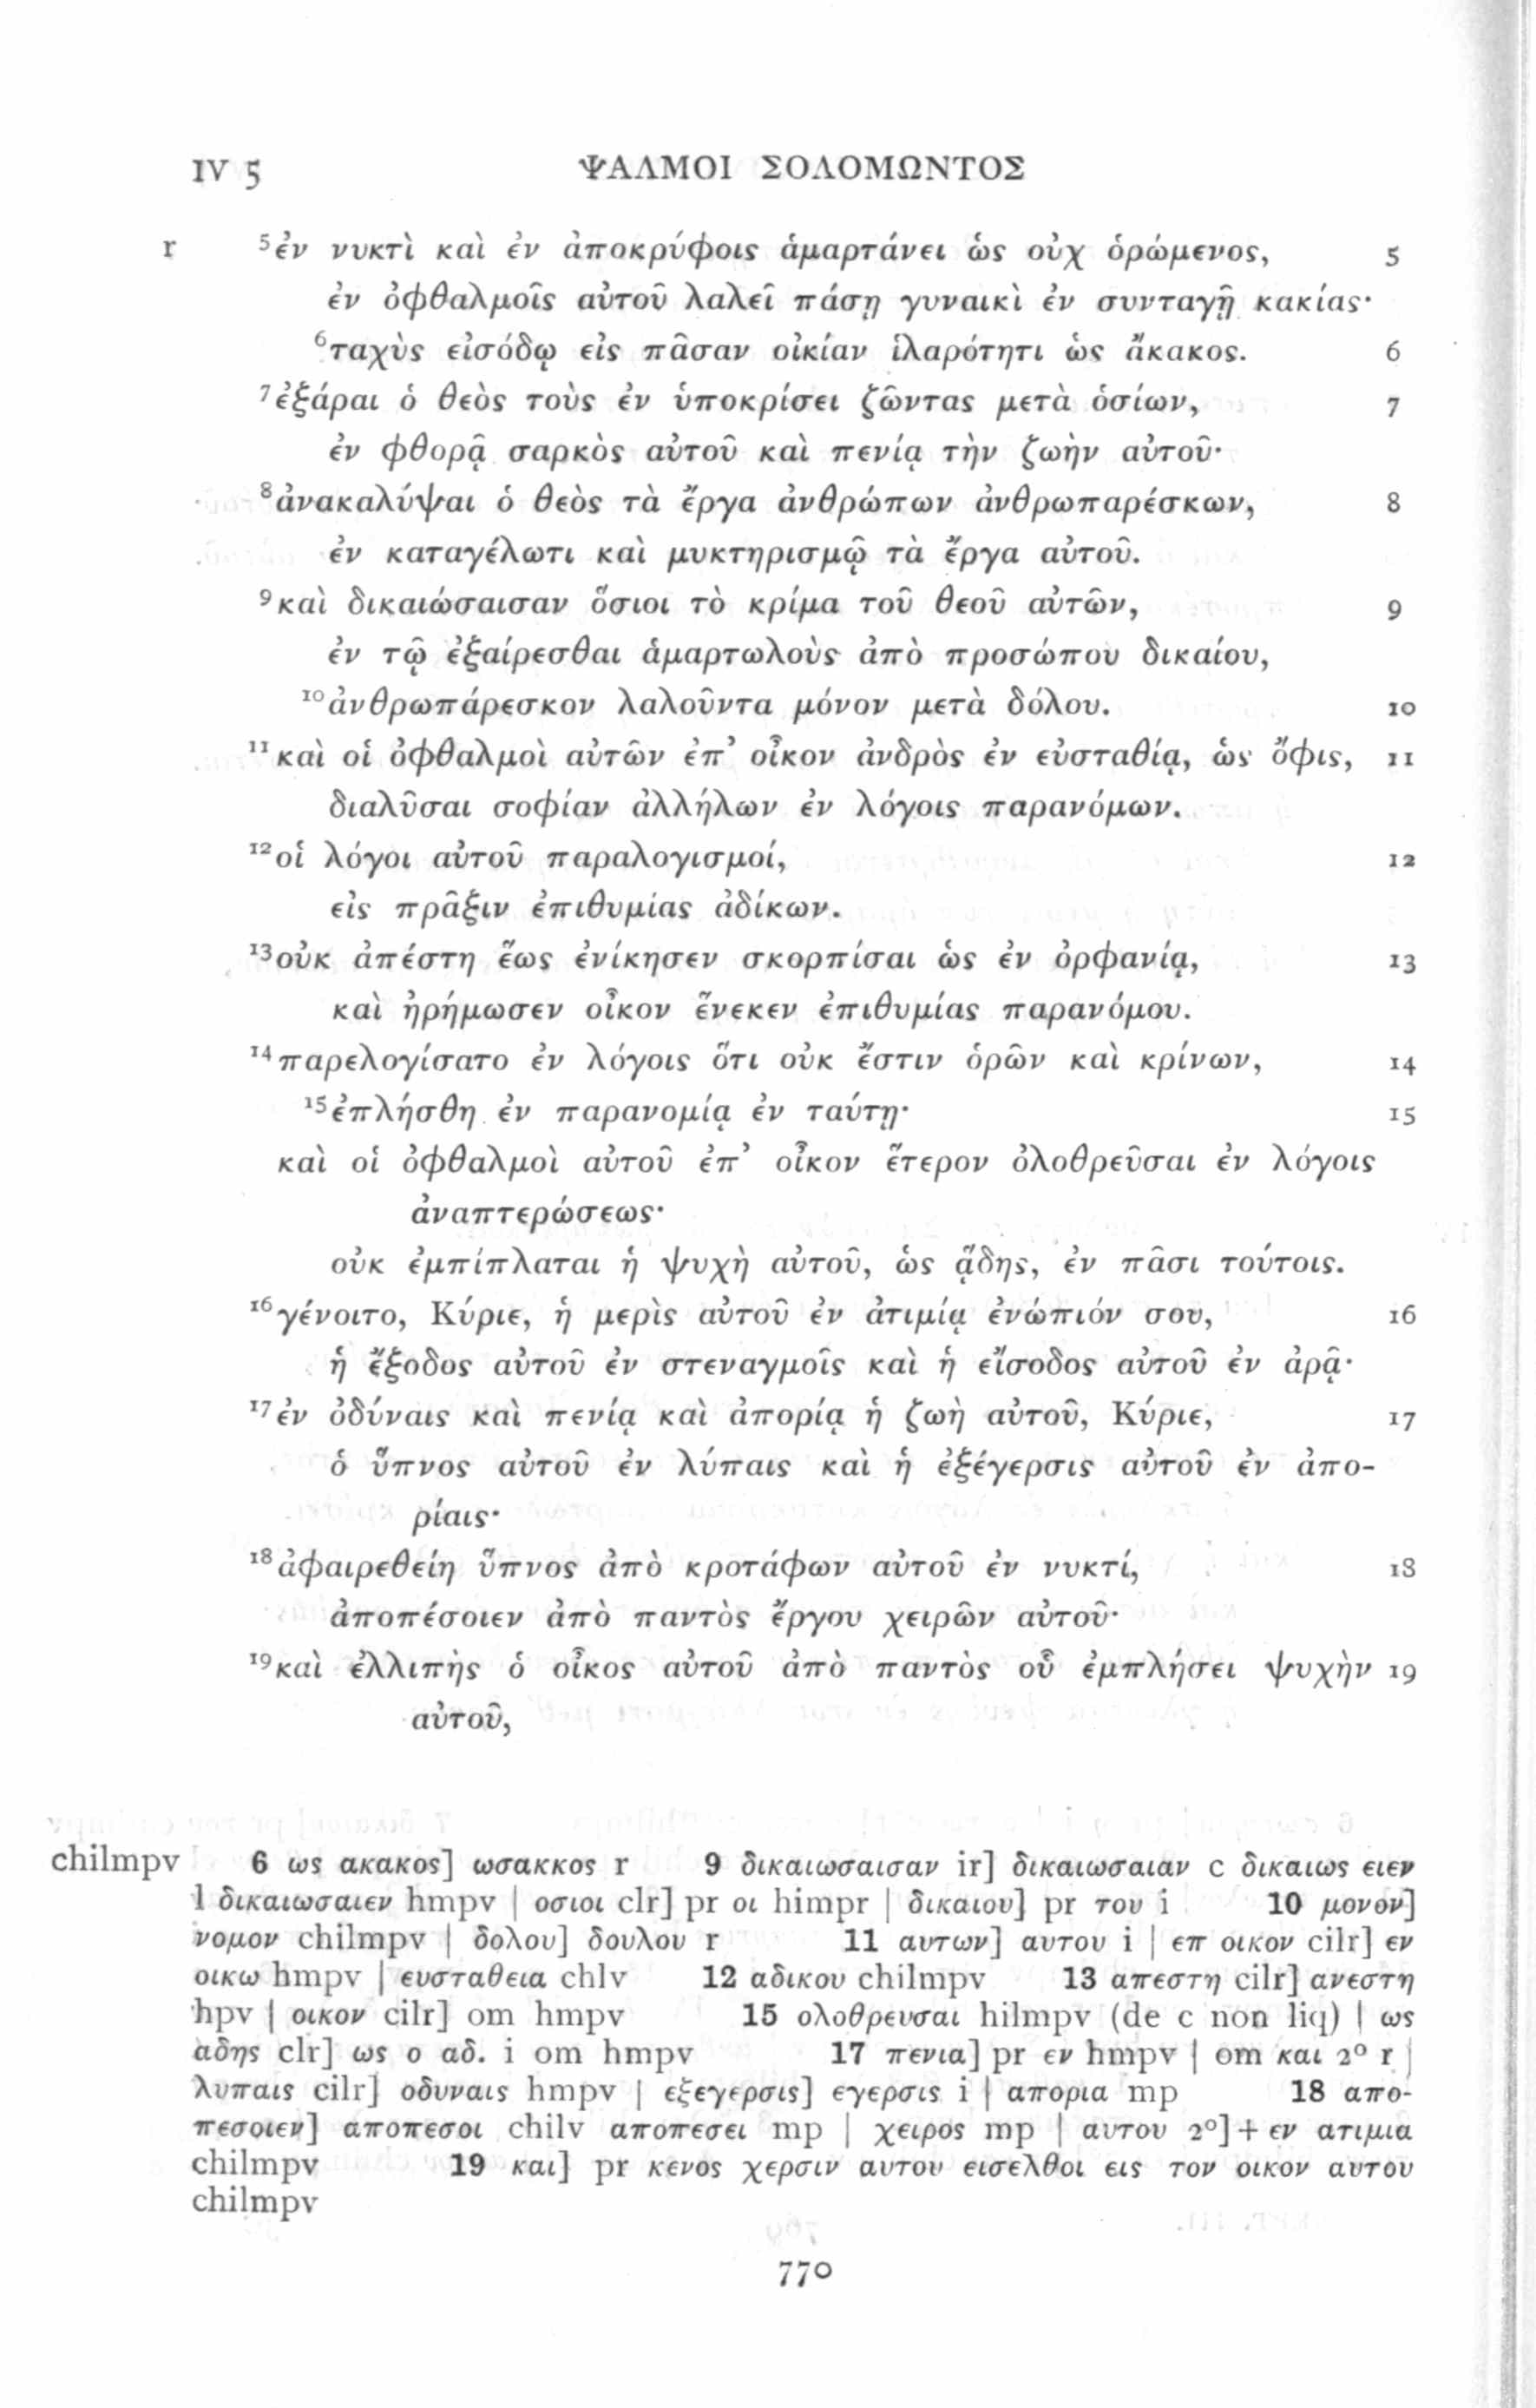 IV 5 ΨΑΛΜΟΙ ΣΟΛΟΜΩΝΤΟΣ
r ⁵ἐν νυκτὶ καὶ ἐν ἀποκρύφοις ἁμαρτάνει ὡς οὐχ ὁρώμενος, 5
ἐν ὀφθαλμοῖς αὐτοῦ λαλεῖ πάσῃ γυναικὶ ἐν συνταγῇ κακίας·
⁶ταχὺς εἰσόδῳ εἰς πᾶσαν οἰκίαν ἱλαρότητι ὡς ἄκακος. 6
⁷ἐξάραι ὁ θεὸς τοὺς ἐν ὑποκρίσει ζῶντας μετὰ ὁσίων, 7
ἐν φθορᾷ σαρκὸς αὐτοῦ καὶ πενίᾳ τὴν ζωὴν αὐτοῦ·
⁸ἀνακαλύψαι ὁ θεὸς τὰ ἔργα ἀνθρώπων ἀνθρωπαρέσκων, 8
ἐν καταγέλωτι καὶ μυκτηρισμῷ τὰ ἔργα αὐτοῦ.
⁹καὶ δικαιώσαισαν ὅσιοι τὸ κρίμα τοῦ θεοῦ αὐτῶν, 9
ἐν τῷ ἐξαίρεσθαι ἁμαρτωλοὺς ἀπὸ προσώπου δικαίου,
¹⁰ἀνθρωπάρεσκον λαλοῦντα μόνον μετὰ δόλου. 10
¹¹καὶ οἱ ὀφθαλμοὶ αὐτῶν ἐπ’ οἶκον ἀνδρὸς ἐν εὐσταθίᾳ, ὡς ὄφις, 11
διαλῦσαι σοφίαν ἀλλήλων ἐν λόγοις παρανόμων.
¹²οἱ λόγοι αὐτοῦ παραλογισμοί, 12
εἰς πρᾶξιν ἐπιθυμίας ἀδίκων.
¹³οὐκ ἀπέστη ἕως ἐνίκησεν σκορπίσαι ὡς ἐν ὀρφανίᾳ, 13
καὶ ἠρήμωσεν οἶκον ἕνεκεν ἐπιθυμίας παρανόμου.
¹⁴παρελογίσατο ἐν λόγοις ὅτι οὐκ ἔστιν ὁρῶν καὶ κρίνων, 14
¹⁵ἐπλήσθη ἐν παρανομίᾳ ἐν ταύτῃ· 15
καὶ οἱ ὀφθαλμοὶ αὐτοῦ ἐπ’ οἶκον ἕτερον ὀλοθρεῦσαι ἐν λόγοις
ἀναπτερώσεως·
οὐκ ἐμπίπλαται ἡ ψυχὴ αὐτοῦ, ὡς ᾅδης, ἐν πᾶσι τούτοις.
¹⁶γένοιτο, Κύριε, ἡ μερὶς αὐτοῦ ἐν ἀτιμίᾳ ἐνώπιόν σου, 16
ἡ ἔξοδος αὐτοῦ ἐν στεναγμοῖς καὶ ἡ εἴσοδος αὐτοῦ ἐν ἀρᾷ·
¹⁷ἐν ὀδύναις καὶ πενίᾳ καὶ ἀπορίᾳ ἡ ζωὴ αὐτοῦ, Κύριε, 17
ὁ ὕπνος αὐτοῦ ἐν λύπαις καὶ ἡ ἐξέγερσις αὐτοῦ ἐν ἀπο-
ρίαις·
¹⁸ἀφαιρεθείη ὕπνος ἀπὸ κροτάφων αὐτοῦ ἐν νυκτί, 18
ἀποπέσοιεν ἀπὸ παντὸς ἔργου χειρῶν αὐτοῦ·
¹⁹καὶ ἐλλιπὴς ὁ οἶκος αὐτοῦ ἀπὸ παντὸς οὗ ἐμπλήσει ψυχὴν 19
αὐτοῦ,
chilmpv 6 ως ακακος] ωσακκος r 9 δικαιωσαισαν ir] δικαιωσαιαν c δικαιως ειεν
l δικαιωσαιεν hmpv | οσιοι clr] pr οι himpr | δικαιου] pr του i 10 μονον]
νομον chilmpv | δολου] δουλου r 11 αυτων] αυτου i | επ οικον cilr] εν
οικω hmpv | ευσταθεια chlv 12 αδικου chilmpv 13 απεστη cilr] ανεστη
hpv | οικον cilr] om hmpv 15 ολοθρευσαι hilmpv (de c non liq) | ως
αδης clr] ως ο αδ. i om hmpv 17 πενια] pr εν hmpv | om και 2° r |
λυπαις cilr] οδυναις hmpv | εξεγερσις] εγερσις i | απορια mp 18 απο-
πεσοιεν] αποπεσοι chilv αποπεσει mp | χειρος mp | αυτου 2°] + εν ατιμια
chilmpv 19 και] pr κενος χερσιν αυτου εισελθοι εις τον οικον αυτου
chilmpv
770